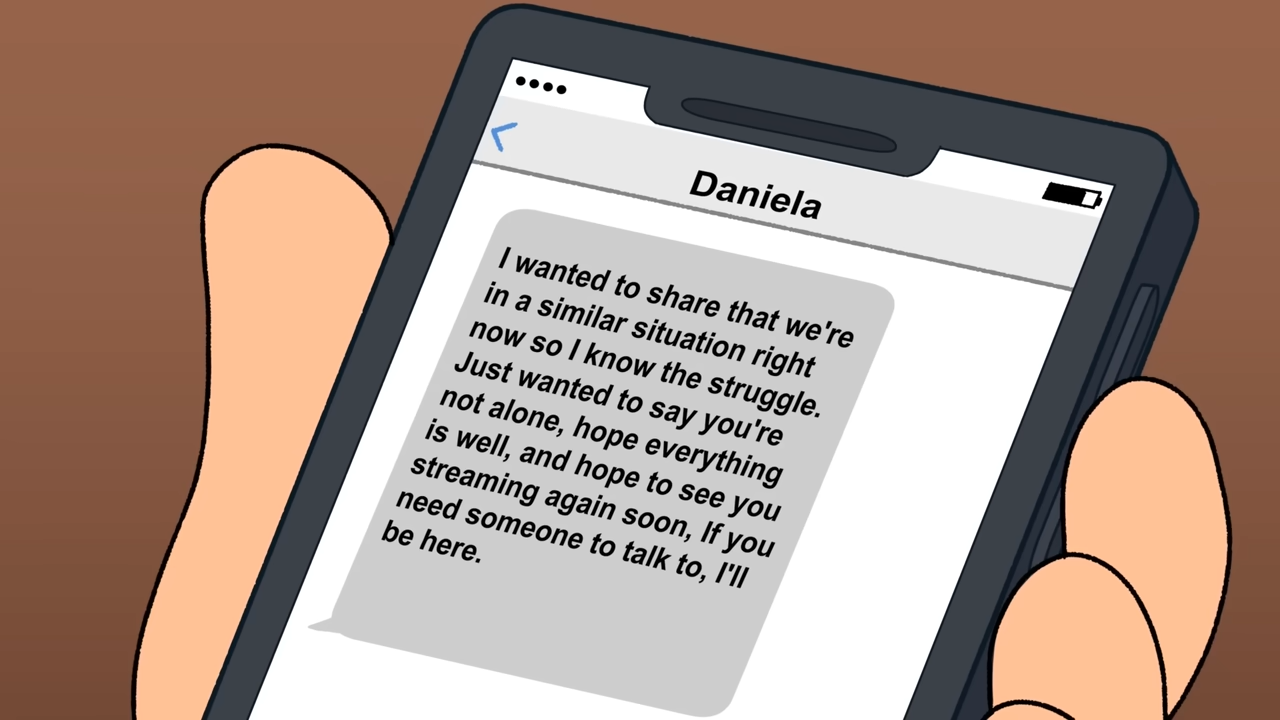 Daniela
I wanted to share that we're
in a similar situation right
now so I know the struggle.
Just wanted to say you're
not alone, hope everything
is well, and hope to see you
streaming again soon, If you
need someone to talk to, I'll
be here.